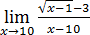 lim x→10 (√(x−1) −3)/(x−10)